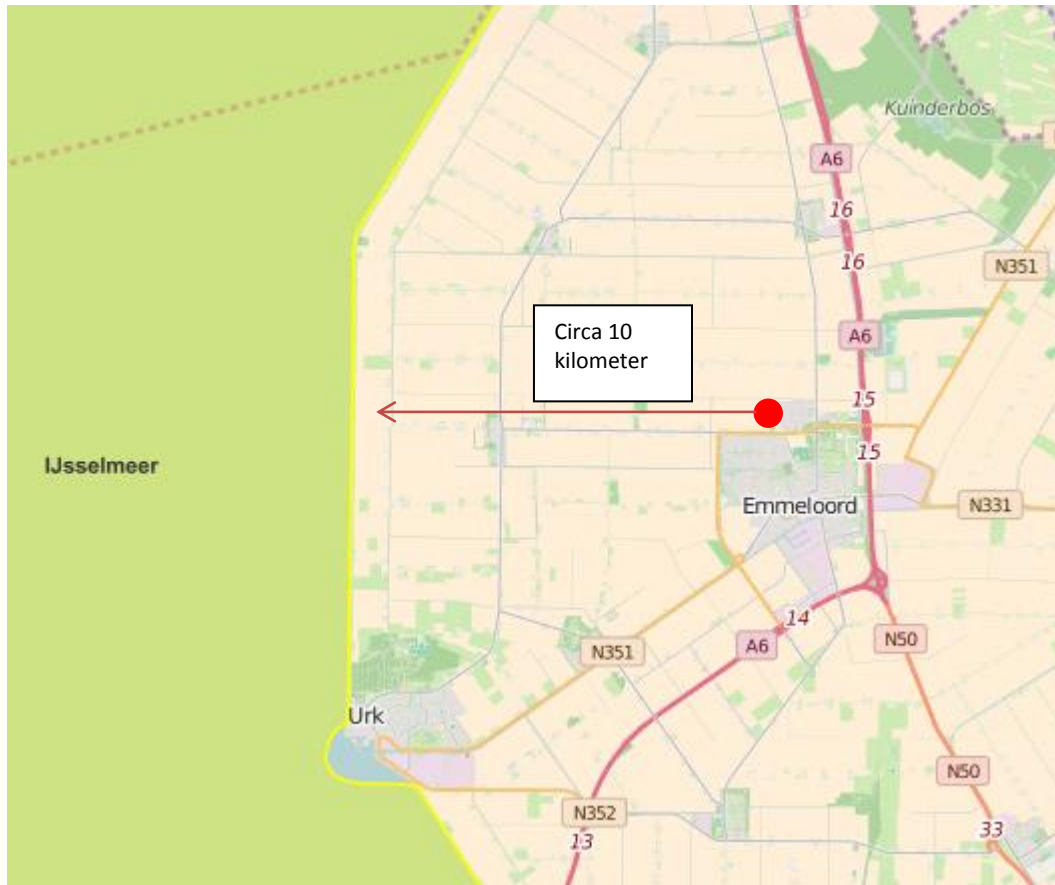 Kuinderbos
A6
16
N351
16
Circa 10
kilometer
A6
15
15
IJsselmeer
Emmeloord
N331
14
N351
A6
N50
Urk
N50
N352
33
13